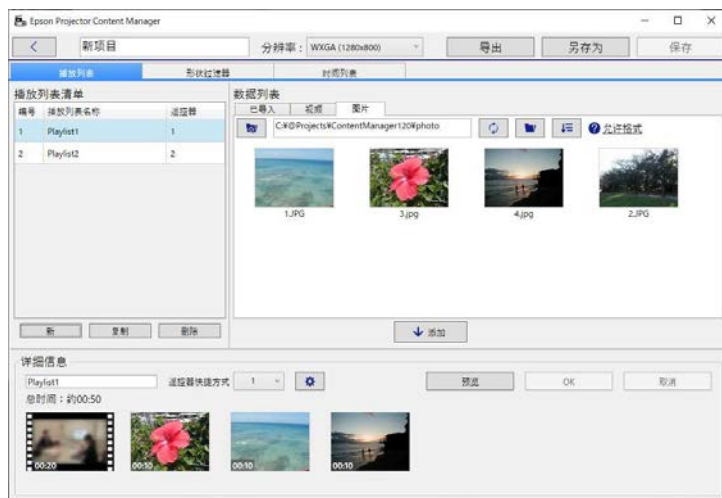 Epson Projector Content Manager
新项目
分辨率： WXGA (1280x800)
导出
另存为
保存
播放列表
形状过滤器
时间列表
播放列表清单
编号 播放列表名称 遥控器
1 Playlist1 1
2 Playlist2 2
新
复制
删除
数据列表
已导入
视频
图片
C:¥@Projects¥ContentManager120¥photo
允许格式
1.JPG
3.jpg
4.jpg
2.JPG
添加
详细信息
Playlist1
遥控器快捷方式 1
预览
OK
取消
总时间：约00:50
00:20
00:10
00:10
00:10